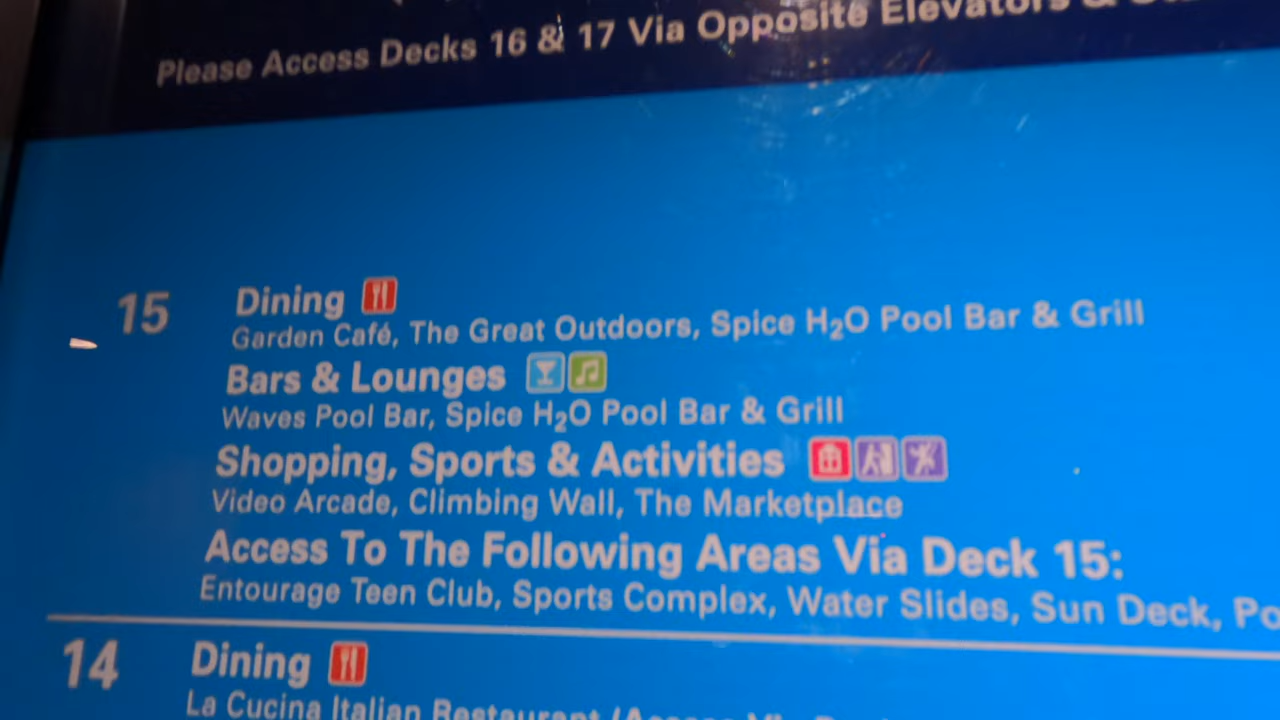 Please Access Decks 16 & 17 Via Opposite Elevators &
15 Dining
Garden Café, The Great Outdoors, Spice H₂O Pool Bar & Grill
Bars & Lounges
Waves Pool Bar, Spice H₂O Pool Bar & Grill
Shopping, Sports & Activities
Video Arcade, Climbing Wall, The Marketplace
Access To The Following Areas Via Deck 15:
Entourage Teen Club, Sports Complex, Water Slides, Sun Deck,
14 Dining
La Cucina Italian Restaurant (Access Via